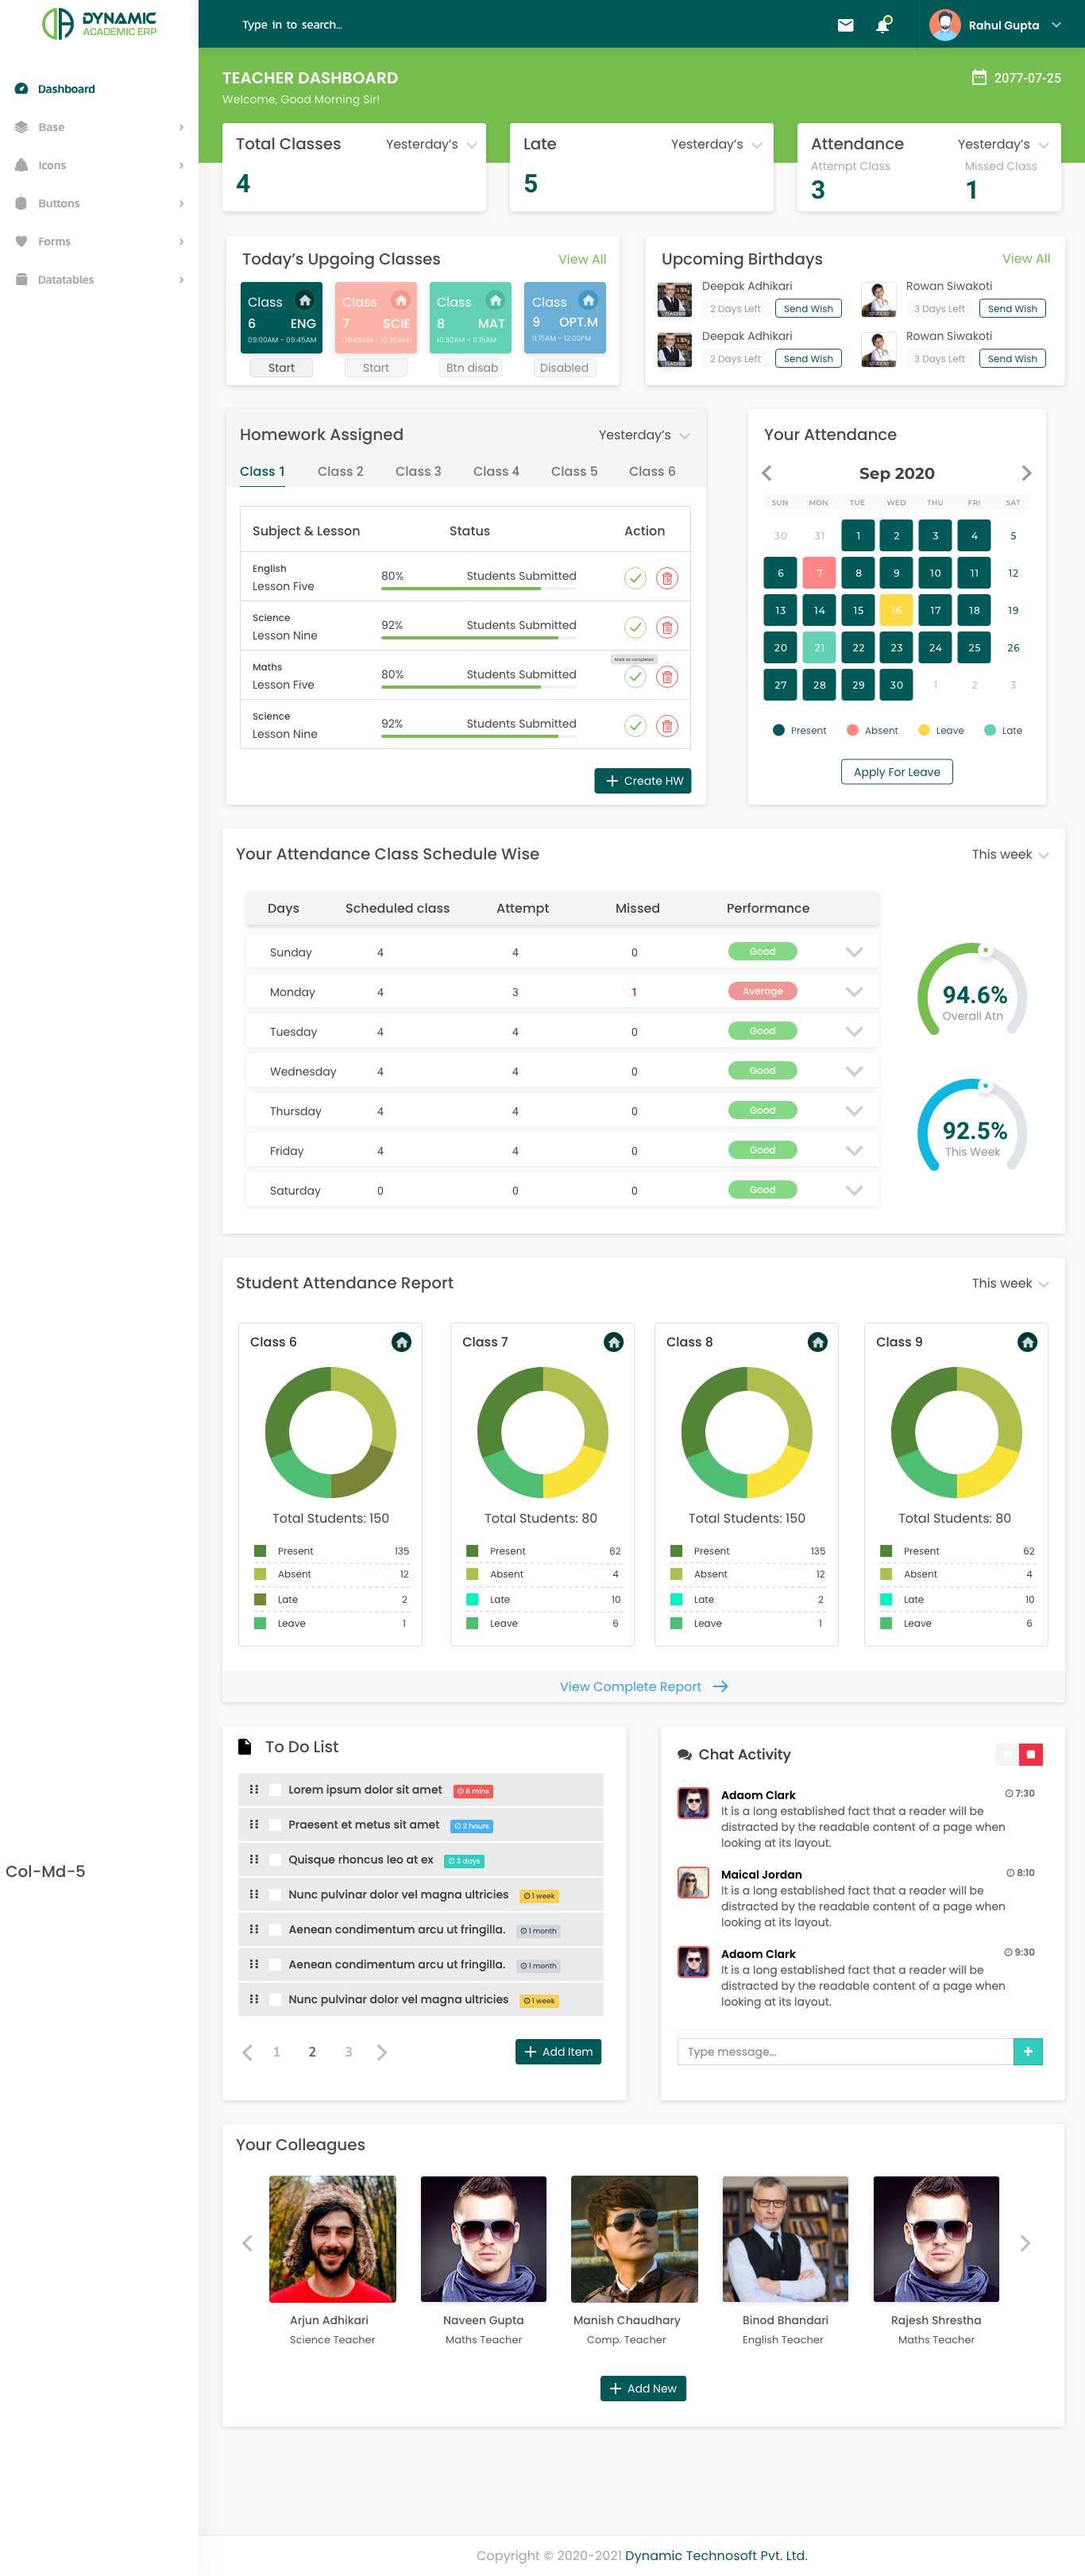 DYNAMIC
ACADEMIC ERP
Type in to search...
Rahul Gupta
Dashboard
Base
Icons
Buttons
Forms
Datatables
TEACHER DASHBOARD
2077-07-25
Welcome, Good Morning Sir!
Total Classes
Yesterday's
4
Late
Yesterday's
5
Attendance
Yesterday's
Attempt Class
Missed Class
3
1
Today's Upgoing Classes
View All
Class
6 ENG
09:00AM - 09:45AM
Start
Class
7 SCIE
09:45AM - 10:30AM
Start
Class
8 MAT
10:30AM - 11:15AM
Btn disab
Class
9 OPT.M
11:15AM - 12:00PM
Disabled
Upcoming Birthdays
View All
Deepak Adhikari
TEACHER
2 Days Left
Send Wish
Rowan Siwakoti
STUDENT
3 Days Left
Send Wish
Deepak Adhikari
TEACHER
2 Days Left
Send Wish
Rowan Siwakoti
STUDENT
3 Days Left
Send Wish
Homework Assigned
Yesterday's
Class 1 Class 2 Class 3 Class 4 Class 5 Class 6
Subject & Lesson Status Action
English
Lesson Five
80% Students Submitted
Science
Lesson Nine
92% Students Submitted
Mark as completed
Maths
Lesson Five
80% Students Submitted
Science
Lesson Nine
92% Students Submitted
Create HW
Your Attendance
Sep 2020
SUN MON TUE WED THU FRI SAT
30 31 1 2 3 4 5
6 7 8 9 10 11 12
13 14 15 16 17 18 19
20 21 22 23 24 25 26
27 28 29 30 1 2 3
Present Absent Leave Late
Apply For Leave
Your Attendance Class Schedule Wise
This week
Days Scheduled class Attempt Missed Performance
Sunday 4 4 0 Good
Monday 4 3 1 Average
Tuesday 4 4 0 Good
Wednesday 4 4 0 Good
Thursday 4 4 0 Good
Friday 4 4 0 Good
Saturday 0 0 0 Good
94.6%
Overall Atn
92.5%
This Week
Student Attendance Report
This week
Class 6
Total Students: 150
Present 135
Absent 12
Late 2
Leave 1
Class 7
Total Students: 80
Present 62
Absent 4
Late 10
Leave 6
Class 8
Total Students: 150
Present 135
Absent 12
Late 2
Leave 1
Class 9
Total Students: 80
Present 62
Absent 4
Late 10
Leave 6
View Complete Report
Col-Md-5
To Do List
Lorem ipsum dolor sit amet 8 mins
Praesent et metus sit amet 2 hours
Quisque rhoncus leo at ex 3 days
Nunc pulvinar dolor vel magna ultricies 1 week
Aenean condimentum arcu ut fringilla. 1 month
Aenean condimentum arcu ut fringilla. 1 month
Nunc pulvinar dolor vel magna ultricies 1 week
1 2 3
Add Item
Chat Activity
Adaom Clark 7:30
It is a long established fact that a reader will be
distracted by the readable content of a page when
looking at its layout.
Maical Jordan 8:10
It is a long established fact that a reader will be
distracted by the readable content of a page when
looking at its layout.
Adaom Clark 9:30
It is a long established fact that a reader will be
distracted by the readable content of a page when
looking at its layout.
Type message...
Your Colleagues
Arjun Adhikari
Science Teacher
Naveen Gupta
Maths Teacher
Manish Chaudhary
Comp. Teacher
Binod Bhandari
English Teacher
Rajesh Shrestha
Maths Teacher
Add New
Copyright © 2020-2021 Dynamic Technosoft Pvt. Ltd.